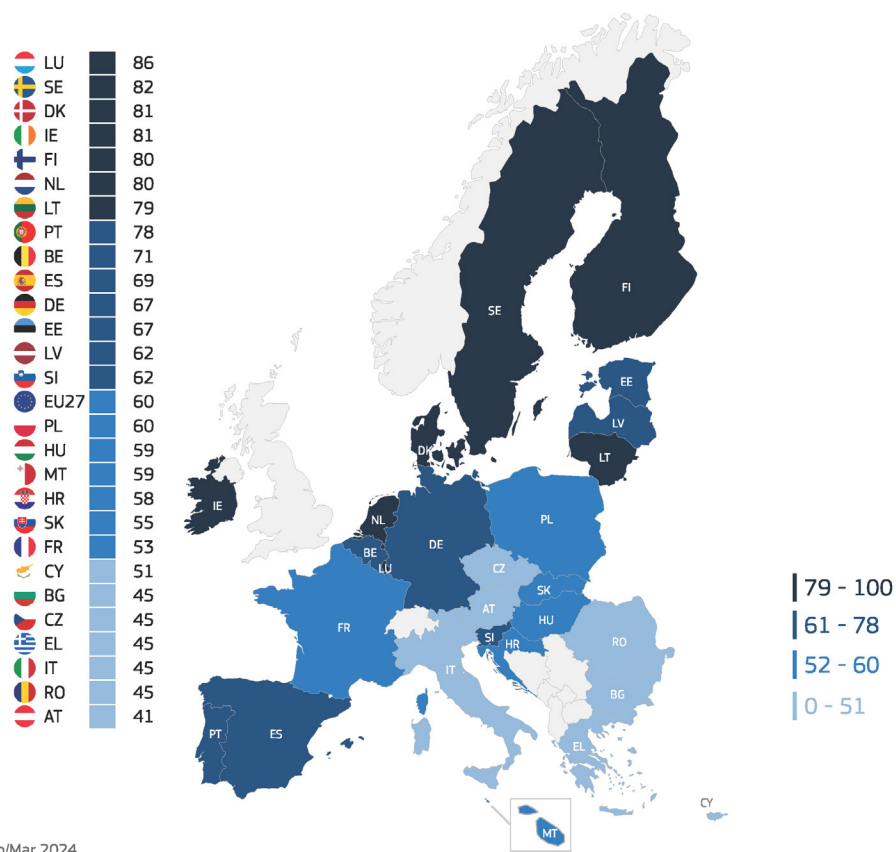 LU 86
SE 82
DK 81
IE 81
FI 80
NL 80
LT 79
PT 78
BE 71
ES 69
DE 67
EE 67
LV 62
SI 62
EU27 60
PL 60
HU 59
MT 59
HR 58
SK 55
FR 53
CY 51
BG 45
CZ 45
EL 45
IT 45
RO 45
AT 41
FI
SE
EE
LV
DK
LT
IE
NL
PL
BE
DE
LU
CZ
SK
AT
HU
FR
SI
HR
RO
IT
BG
PT
ES
EL
CY
MT
79 - 100
61 - 78
52 - 60
0 - 51
Mar 2024